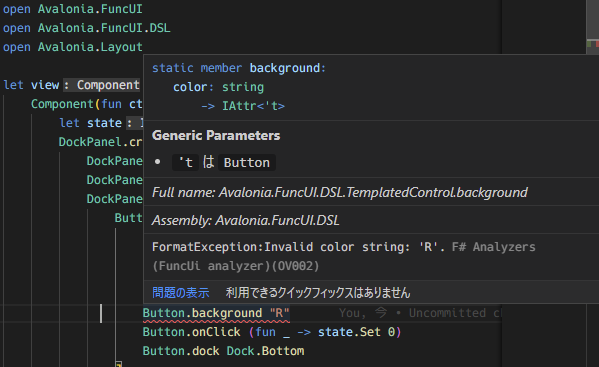 open Avalonia.FuncUI
open Avalonia.FuncUI.DSL
open Avalonia.Layout
let view : Component
Component(fun ct
let state : I
DockPanel.cr
DockPane
DockPane
DockPane
Butt
static member background:
color: string
-> IAttr<'t>
Generic Parameters
• 't は Button
Full name: Avalonia.FuncUI.DSL.TemplatedControl.background
Assembly: Avalonia.FuncUI.DSL
FormatException:Invalid color string: 'R'. F# Analyzers
(FuncUi analyzer)(OV002)
問題の表示 利用できるクイックフィックスはありません
Button.background "R" You, 今 • Uncommitted c
Button.onClick (fun _ -> state.Set 0)
Button.dock Dock.Bottom